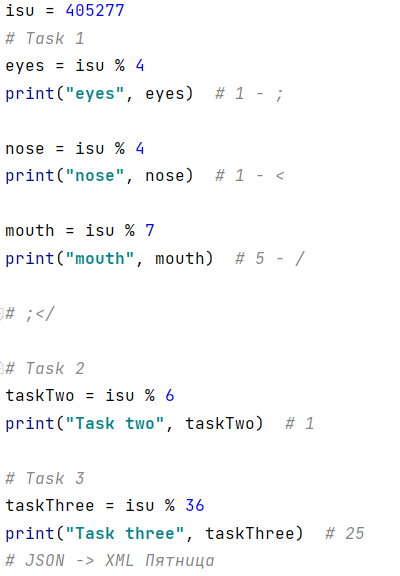 isu = 405277
# Task 1
eyes = isu % 4
print("eyes", eyes)  # 1 - ;
nose = isu % 4
print("nose", nose)  # 1 - <
mouth = isu % 7
print("mouth", mouth)  # 5 - /
# ;</
# Task 2
taskTwo = isu % 6
print("Task two", taskTwo)  # 1
# Task 3
taskThree = isu % 36
print("Task three", taskThree)  # 25
# JSON -> XML Пятница